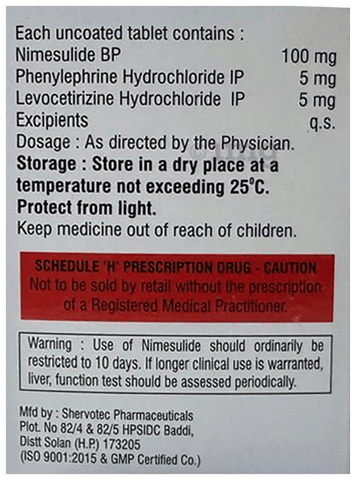 Each uncoated tablet contains :
Nimesulide BP 100 mg
Phenylephrine Hydrochloride IP 5 mg
Levocetirizine Hydrochloride IP 5 mg
Excipients q.s.
Dosage : As directed by the Physician.
Storage : Store in a dry place at a
temperature not exceeding 25°C.
Protect from light.
Keep medicine out of reach of children.
SCHEDULE 'H' PRESCRIPTION DRUG - CAUTION
Not to be sold by retail without the prescription
of a Registered Medical Practitioner.
Warning : Use of Nimesulide should ordinarily be
restricted to 10 days. If longer clinical use is warranted,
liver, function test should be assessed periodically.
Mfd by : Shervotec Pharmaceuticals
Plot. No 82/4 & 82/5 HPSIDC Baddi,
Distt Solan (H.P.) 173205
(ISO 9001:2015 & GMP Certified Co.)